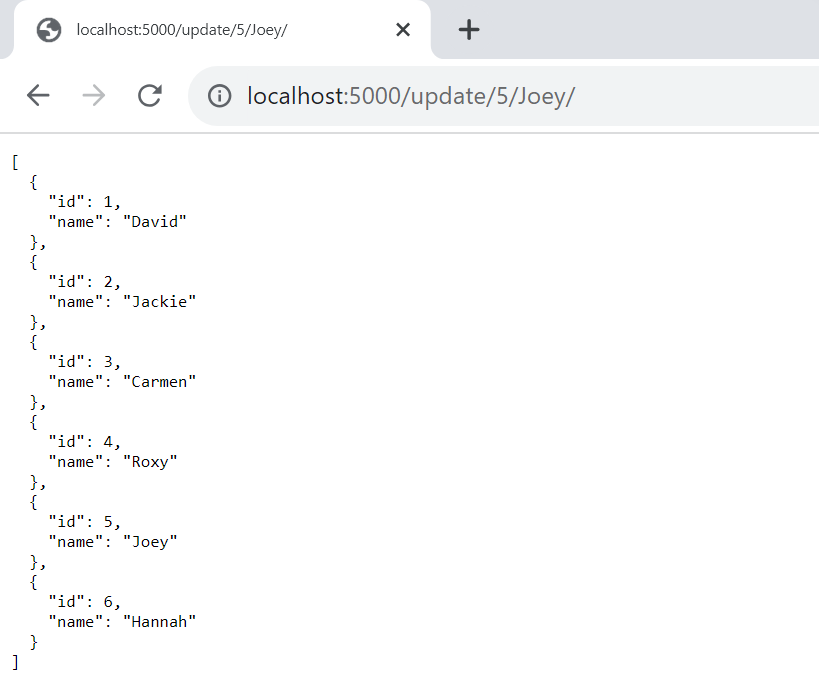 localhost:5000/update/5/Joey/
localhost:5000/update/5/Joey/
[
  {
    "id": 1,
    "name": "David"
  },
  {
    "id": 2,
    "name": "Jackie"
  },
  {
    "id": 3,
    "name": "Carmen"
  },
  {
    "id": 4,
    "name": "Roxy"
  },
  {
    "id": 5,
    "name": "Joey"
  },
  {
    "id": 6,
    "name": "Hannah"
  }
]